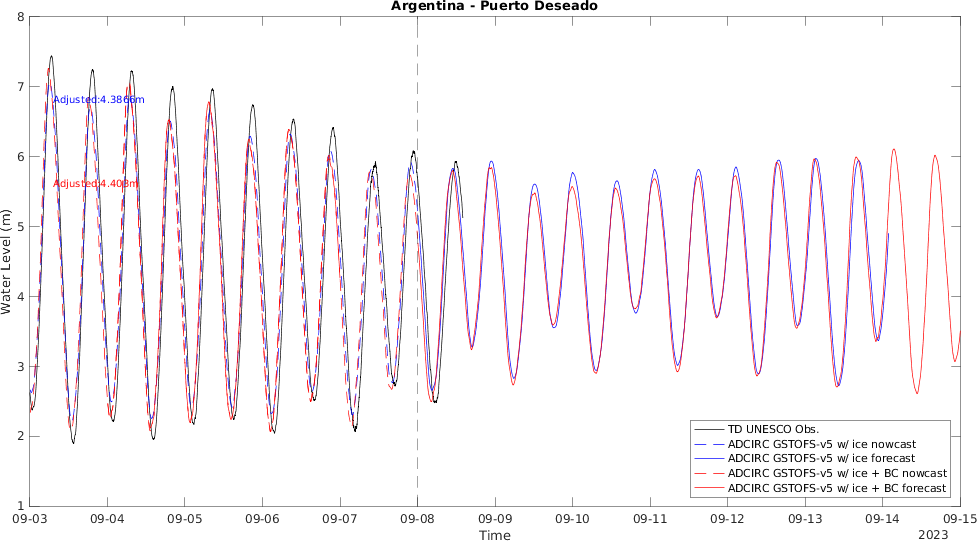 Argentina - Puerto Deseado
8
7
6
5
4
3
2
1
Water Level (m)
Adjusted:4.3866m
Adjusted:4.403m
TD UNESCO Obs.
ADCIRC GSTOFS-v5 w/ ice nowcast
ADCIRC GSTOFS-v5 w/ ice forecast
ADCIRC GSTOFS-v5 w/ ice + BC nowcast
ADCIRC GSTOFS-v5 w/ ice + BC forecast
09-03 09-04 09-05 09-06 09-07 09-08 09-09 09-10 09-11 09-12 09-13 09-14 09-15
Time
2023